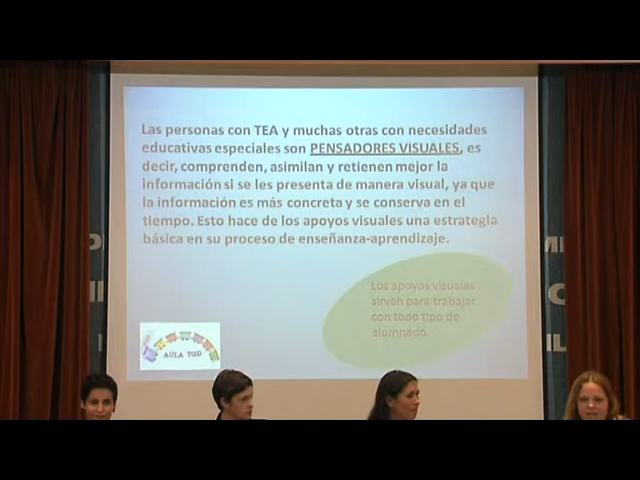 Las personas con TEA y muchas otras con necesidades
educativas especiales son PENSADORES VISUALES, es
decir, comprenden, asimilan y retienen mejor la
información si se les presenta de manera visual, ya que
la información es más concreta y se conserva en el
tiempo. Esto hace de los apoyos visuales una estrategia
básica en su proceso de enseñanza-aprendizaje.
Los apoyos visuales
sirven para trabajar
con todo tipo de
alumnado.
AULA TGD